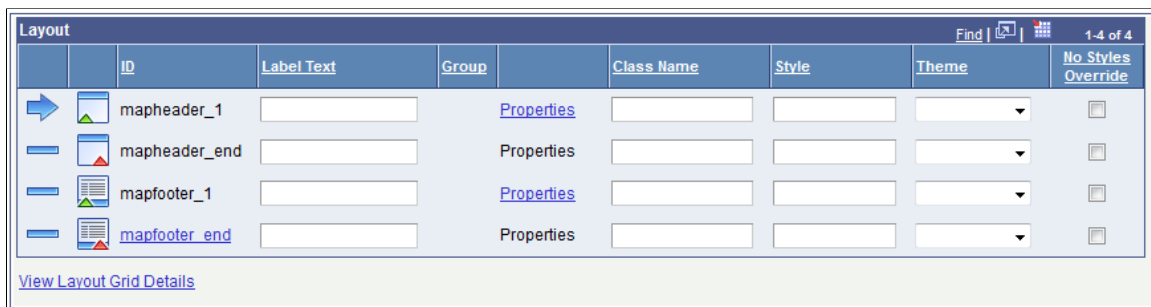 Layout Find | | 1-4 of 4
ID Label Text Group Class Name Style Theme No Styles Override
mapheader_1 Properties
mapheader_end Properties
mapfooter_1 Properties
mapfooter_end Properties
View Layout Grid Details